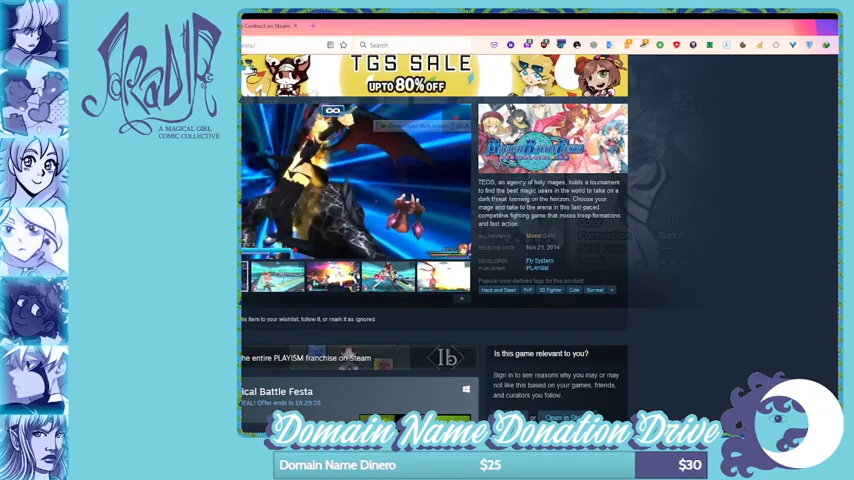 SORADIA
A MAGICAL GIRL
COMIC COLLECTIVE
Contract on Steam
Search
TGS SALE
UP TO 80% OFF
TEOS, an agency of holy mages, holds a tournament
to find the best magic users in the world to take on a
dark threat looming on the horizon. Choose your
mage and take to the arena in this fast-paced
competitive fighting game that mixes troop formations
and fast action.
ALL REVIEWS: Mixed
RELEASE DATE: Nov 21, 2014
DEVELOPER: Fly System
PUBLISHER: PLAYISM
Popular user-defined tags for this product:
Hack and Slash PvP 3D Fighter Cute Surreal +
its item to your wishlist, follow it, or mark it as ignored
he entire PLAYISM franchise on Steam
Ib
Is this game relevant to you?
Sign in to see reasons why you may or may
not like this based on your games, friends,
and curators you follow.
or Open in
ical Battle Festa
EAL! Offer ends in 18:29:28
Domain Name Donation Drive
Domain Name Dinero $25 $30